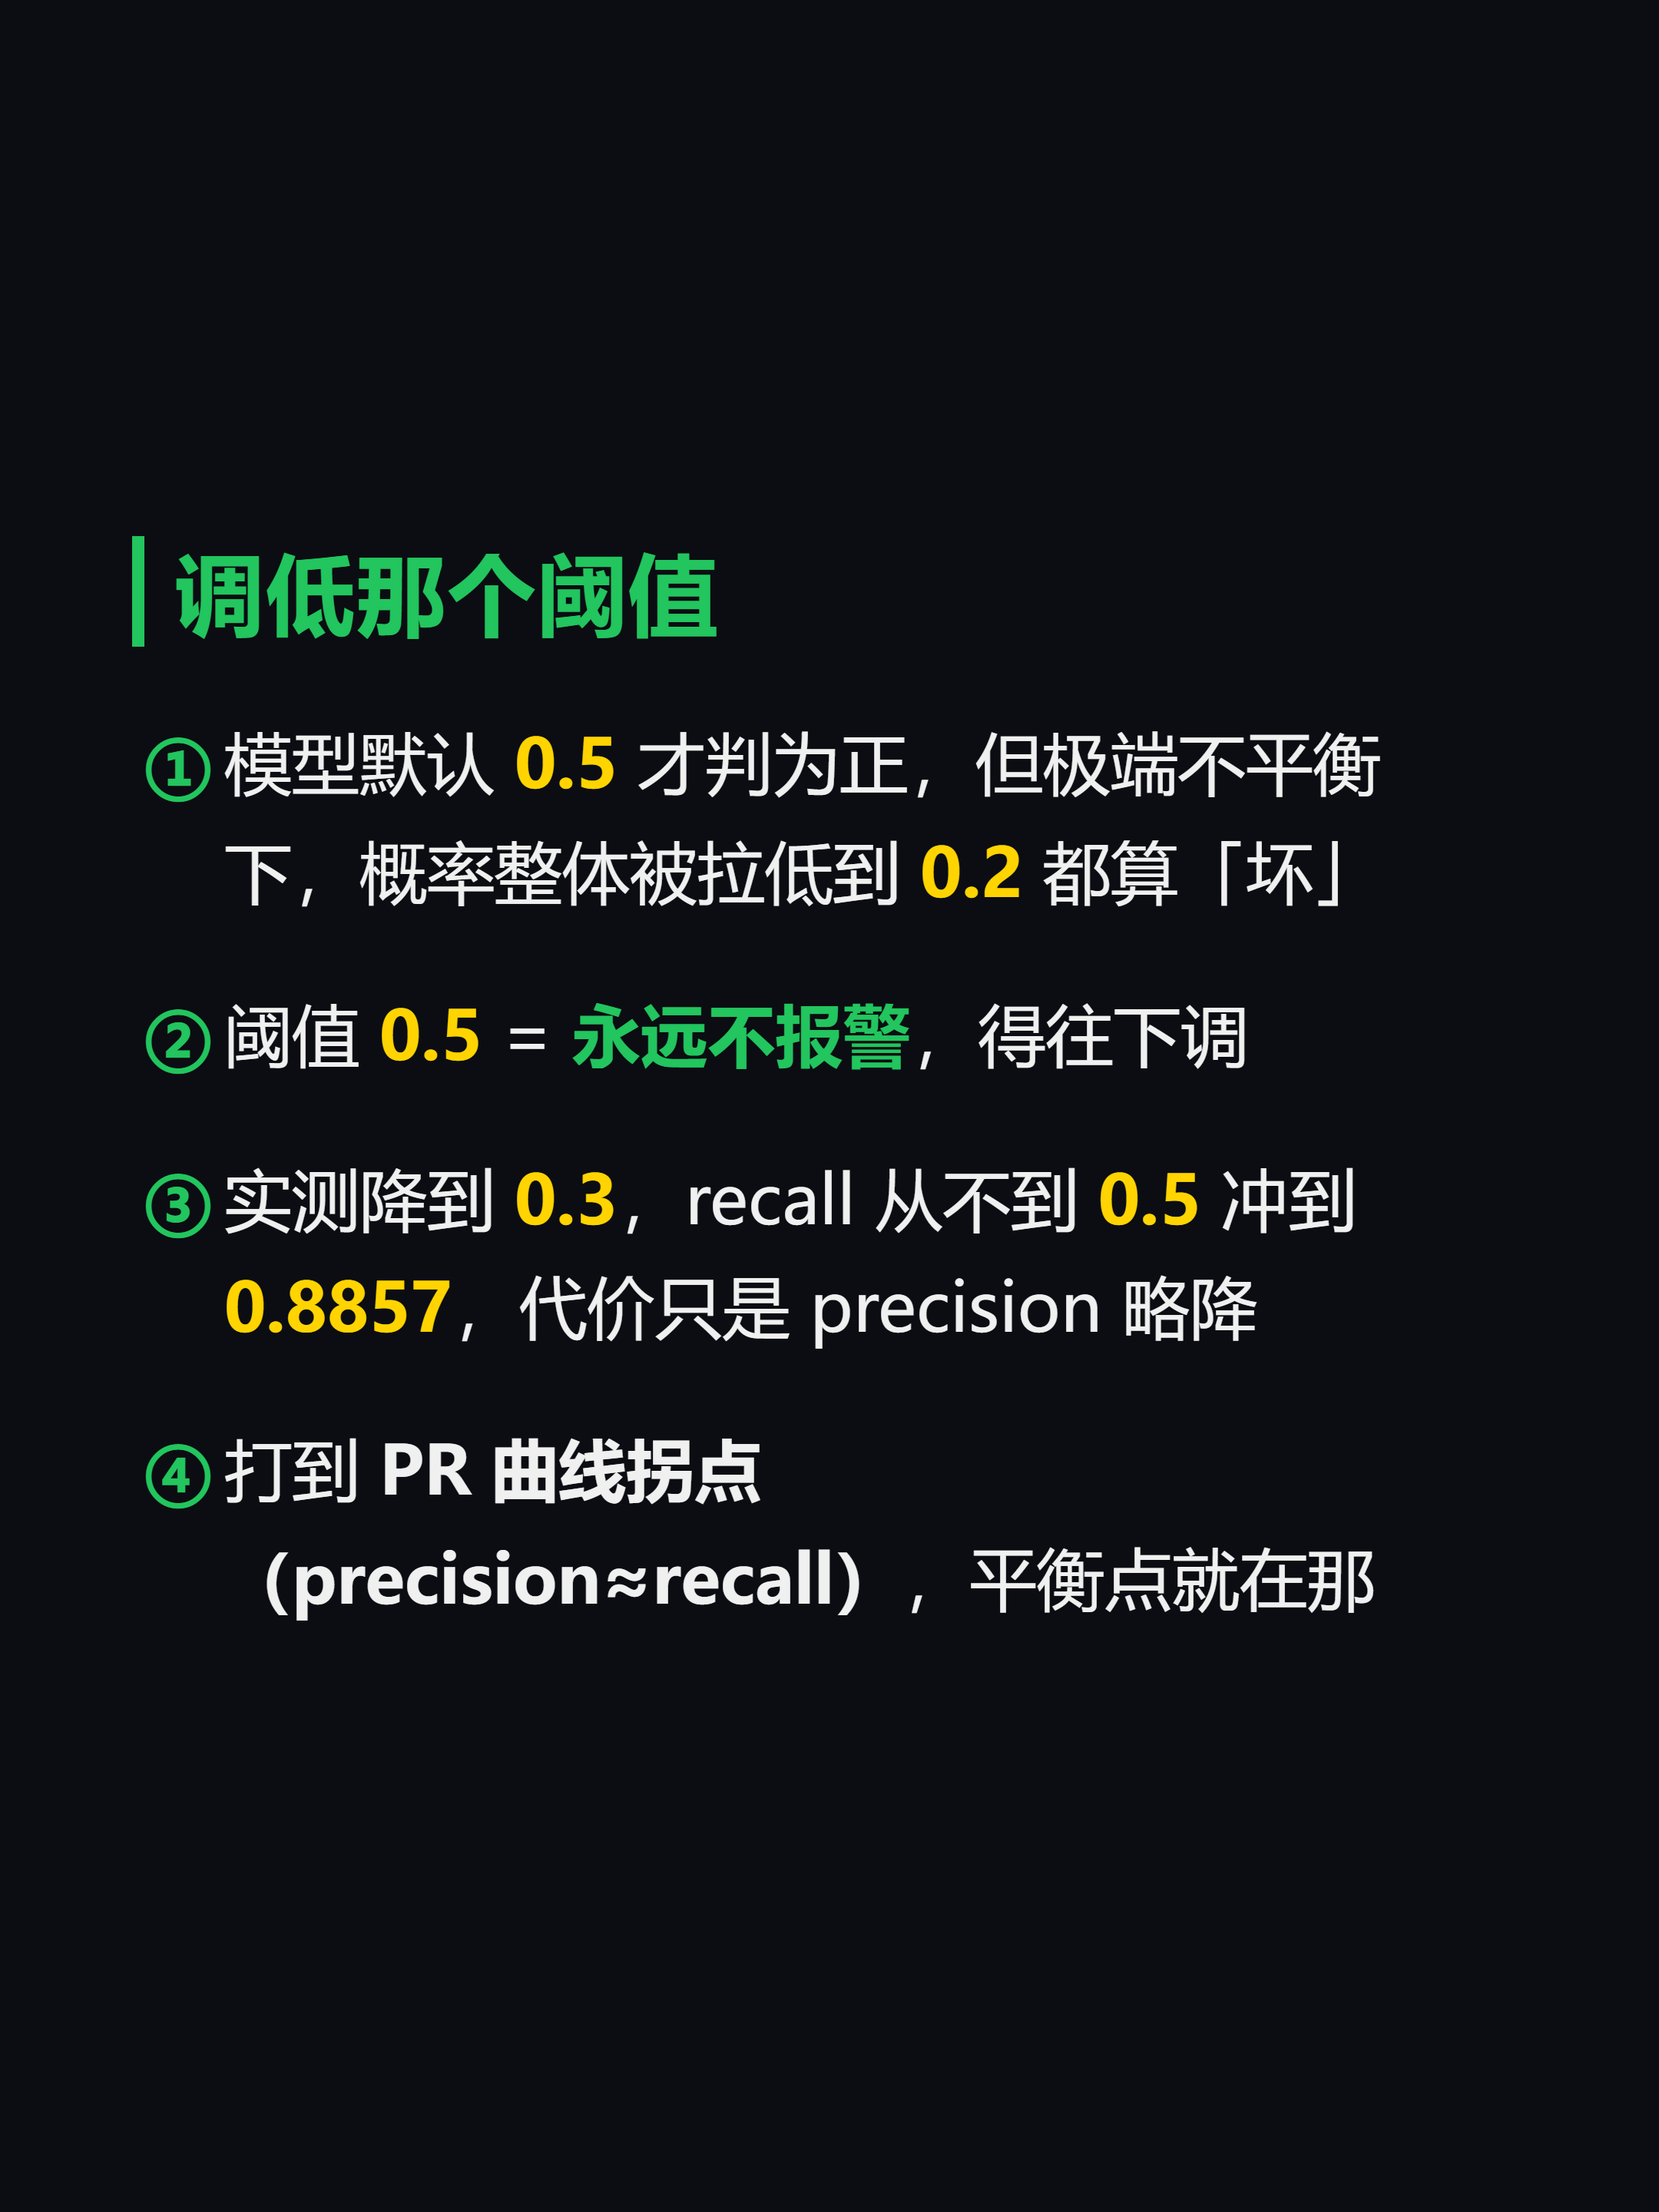 调低那个阈值
① 模型默认 0.5 才判为正，但极端不平衡
下，概率整体被拉低到 0.2 都算「坏」
② 阈值 0.5 = 永远不报警，得往下调
③ 实测降到 0.3，recall 从不到 0.5 冲到
0.8857，代价只是 precision 略降
④ 打到 PR 曲线拐点
（precision≈recall），平衡点就在那